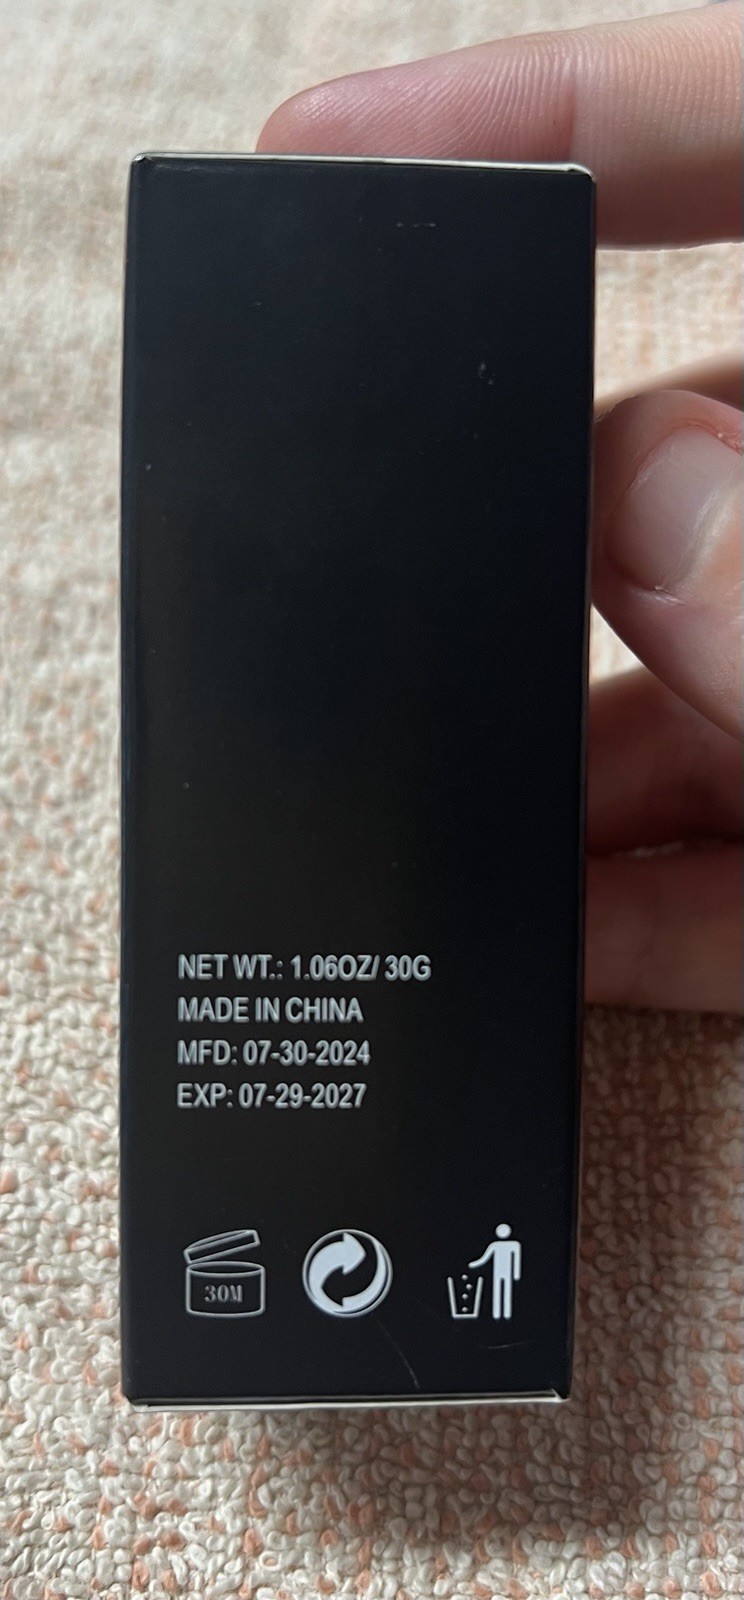 NET WT.: 1.06OZ/ 30G
MADE IN CHINA
MFD: 07-30-2024
EXP: 07-29-2027
30M